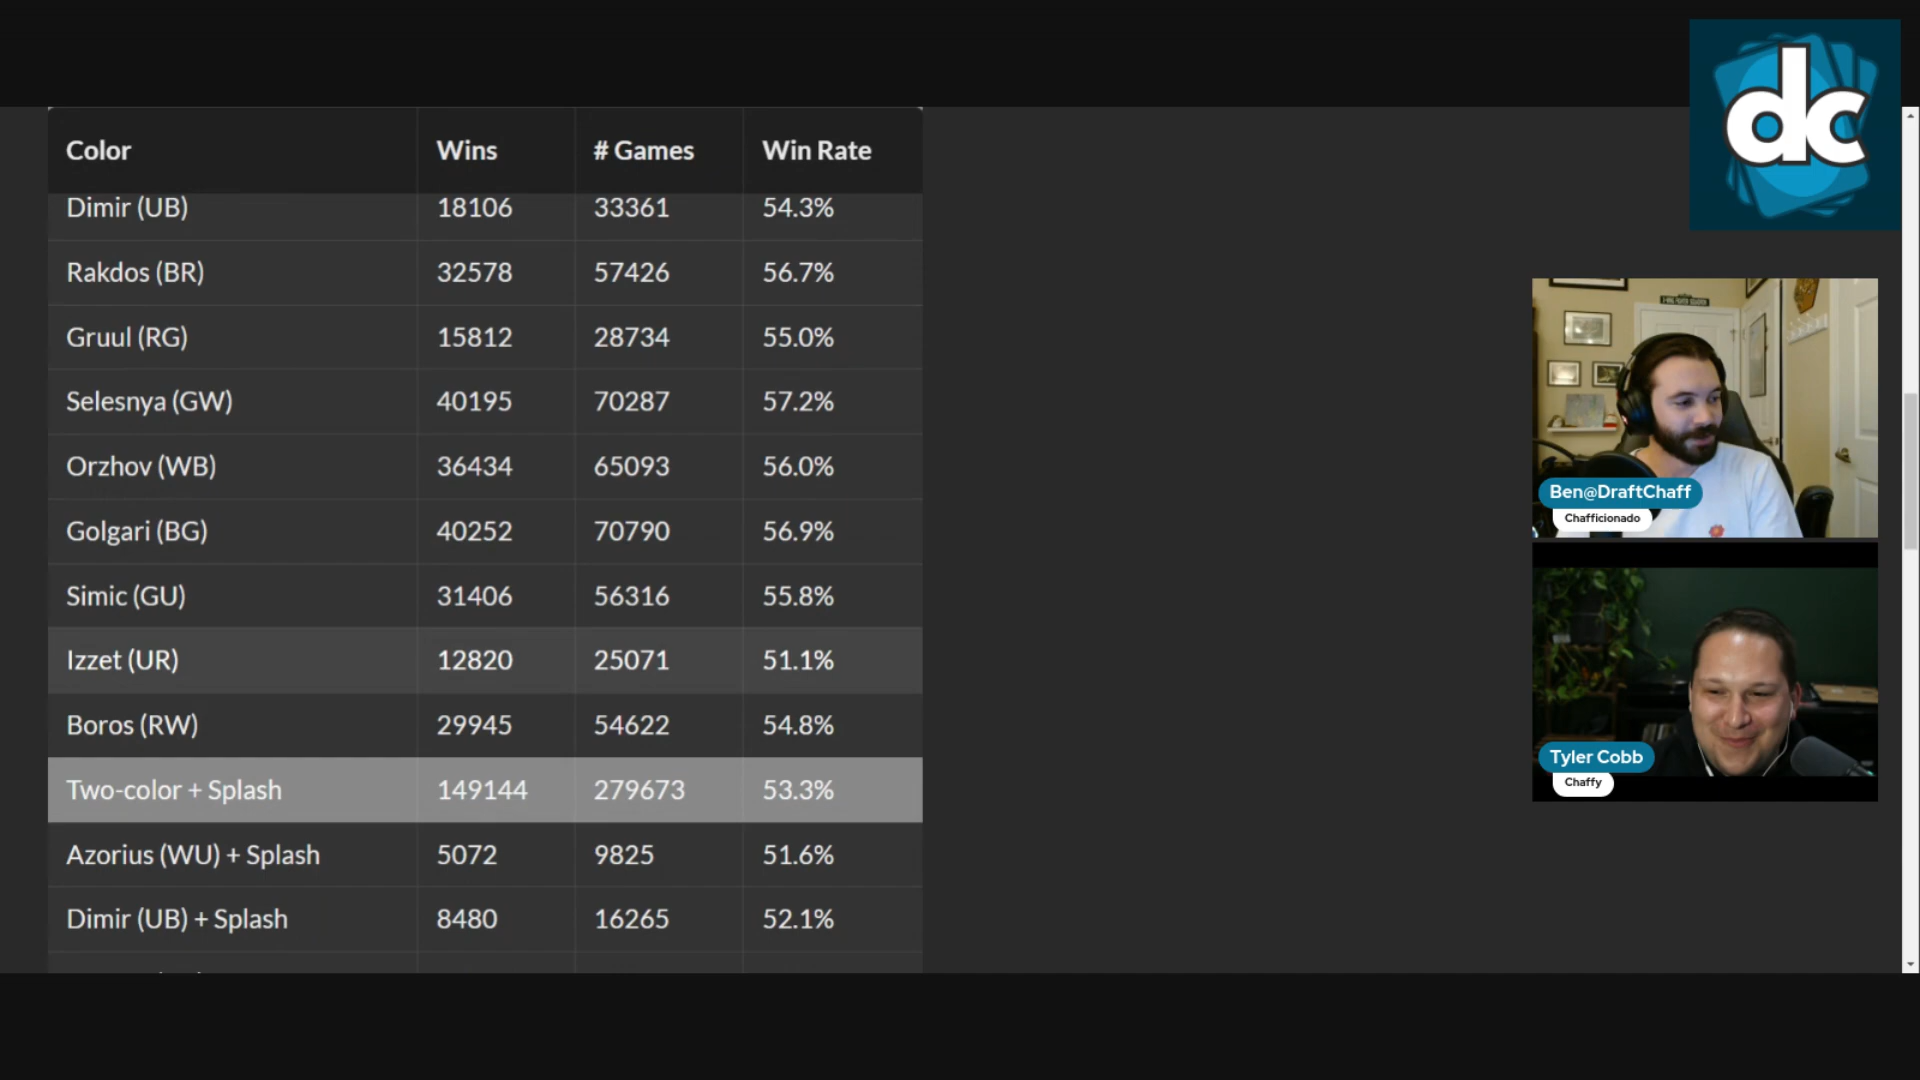 dc
Color Wins # Games Win Rate
Dimir (UB) 18106 33361 54.3%
Rakdos (BR) 32578 57426 56.7%
Gruul (RG) 15812 28734 55.0%
Selesnya (GW) 40195 70287 57.2%
Orzhov (WB) 36434 65093 56.0%
Golgari (BG) 40252 70790 56.9%
Simic (GU) 31406 56316 55.8%
Izzet (UR) 12820 25071 51.1%
Boros (RW) 29945 54622 54.8%
Two-color + Splash 149144 279673 53.3%
Azorius (WU) + Splash 5072 9825 51.6%
Dimir (UB) + Splash 8480 16265 52.1%
Ben@DraftChaff
Chafficionado
Tyler Cobb
Chaffy